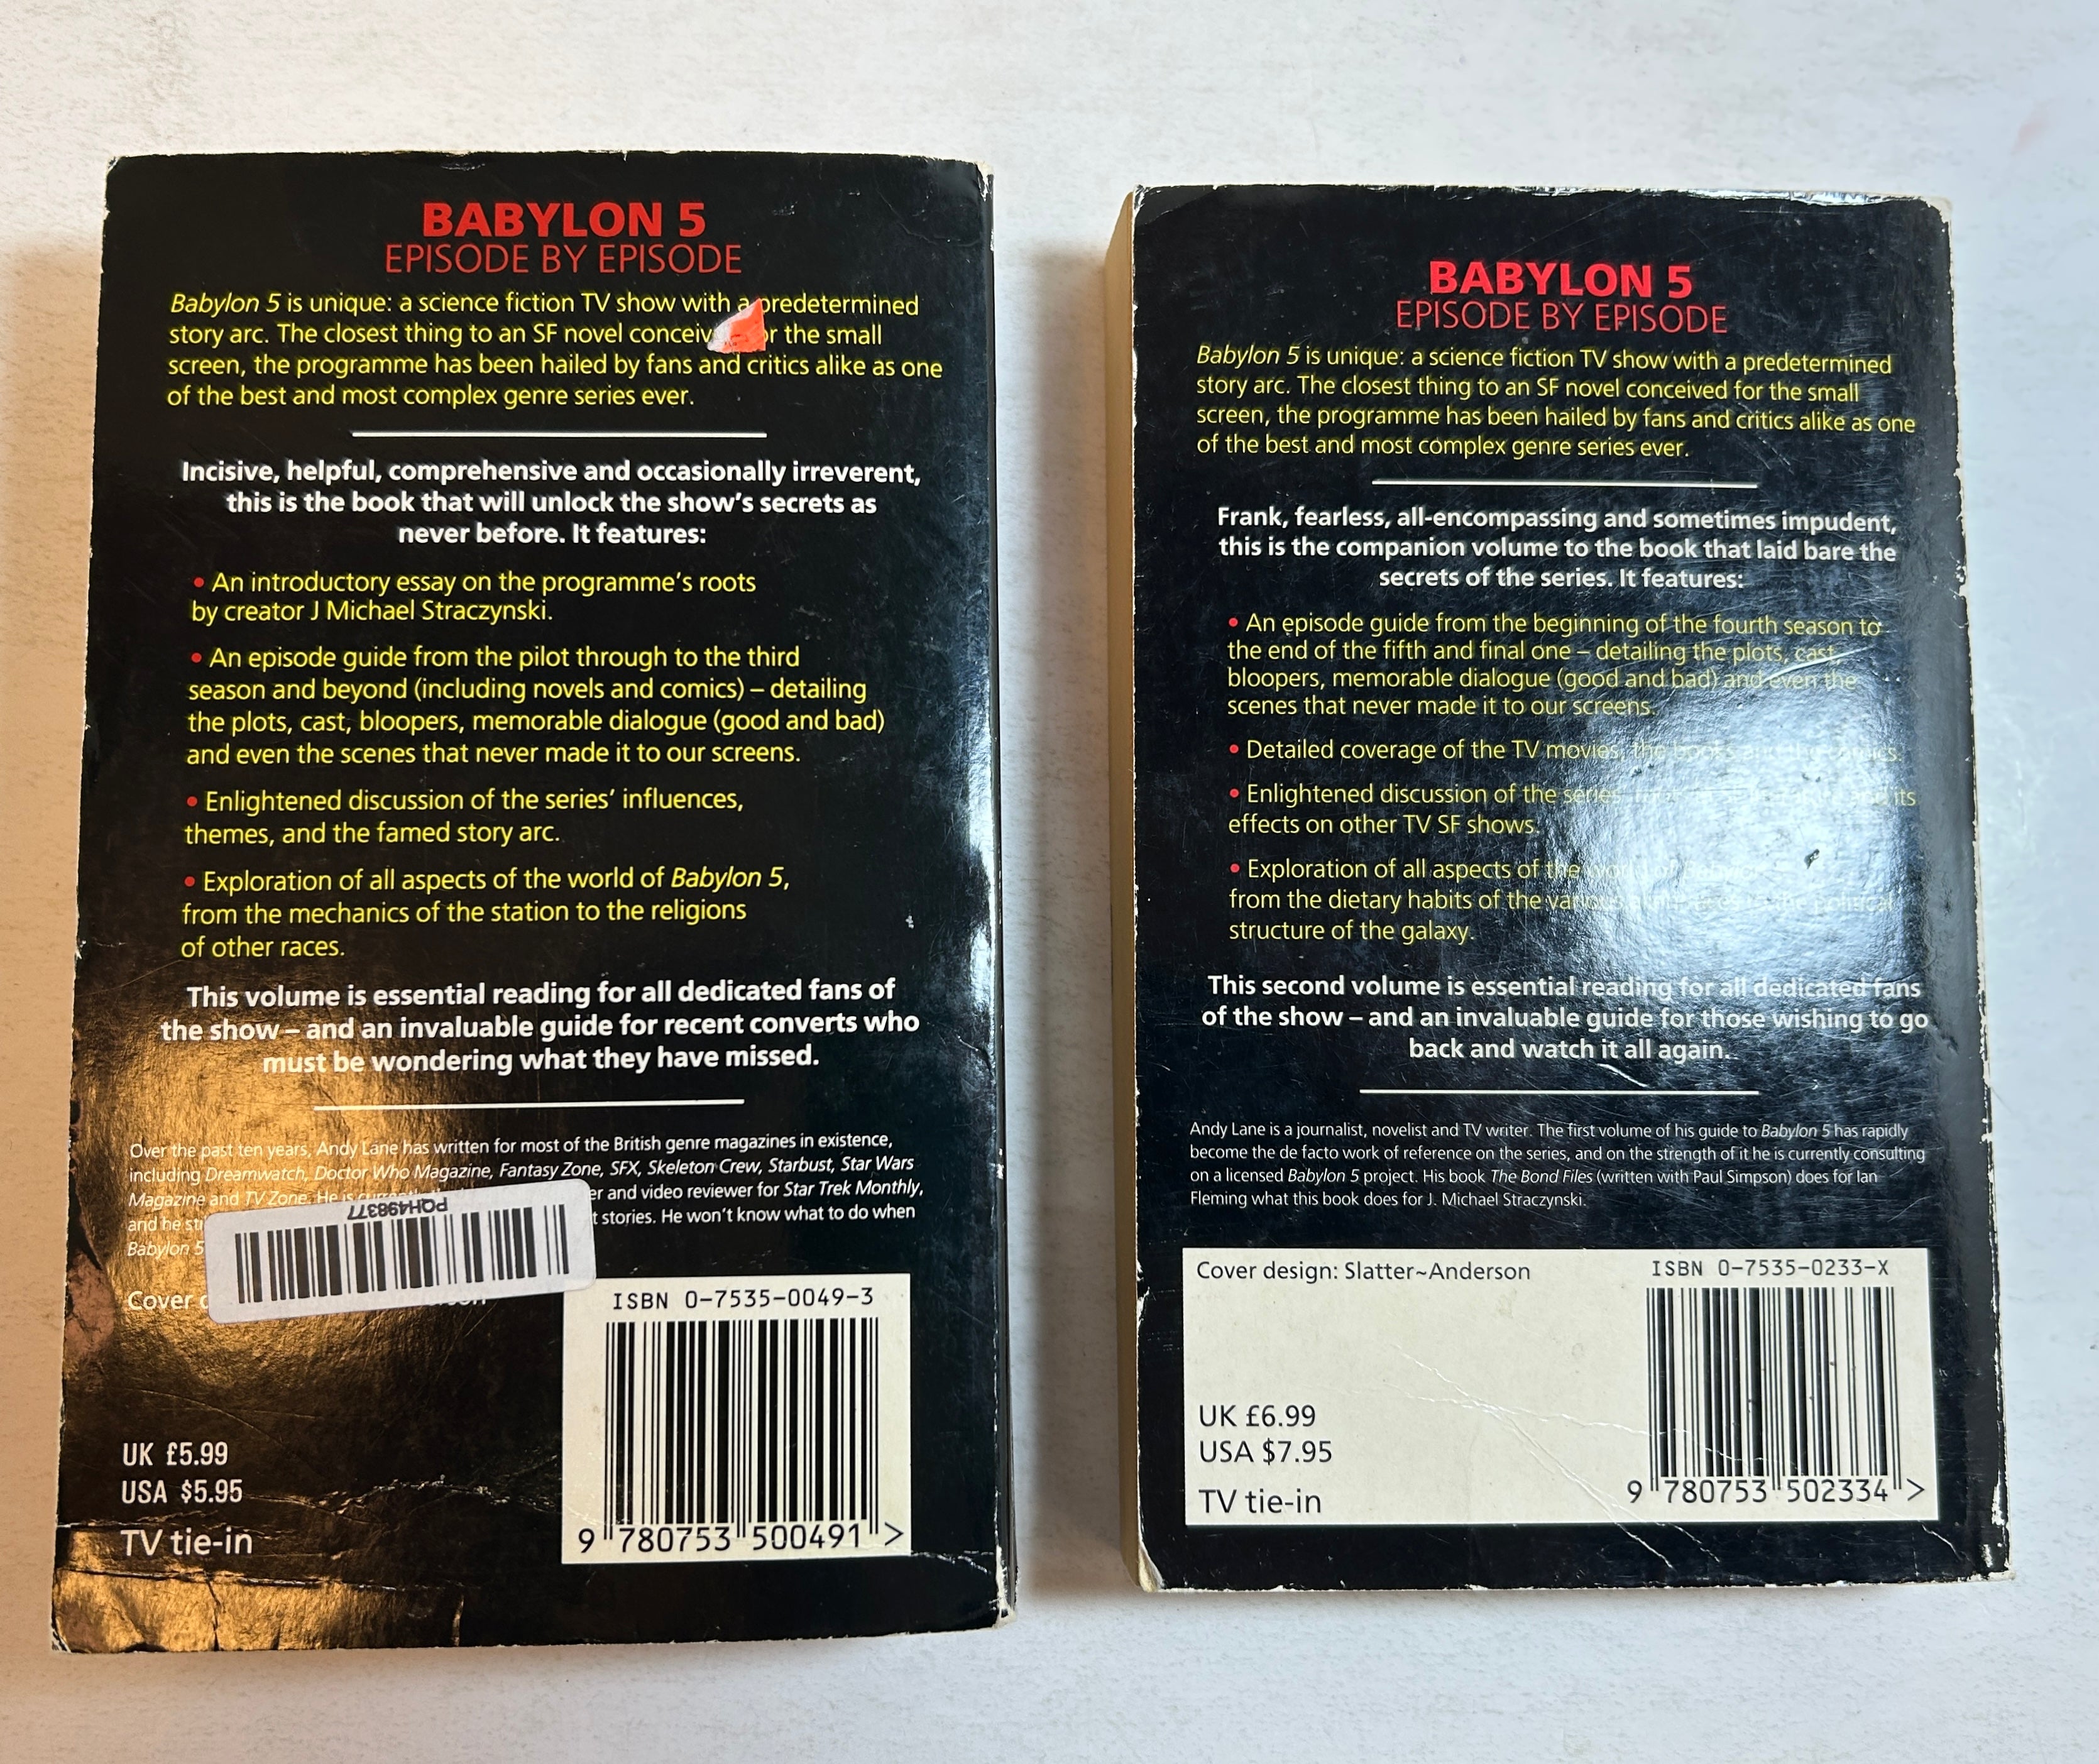 BABYLON 5
EPISODE BY EPISODE
Babylon 5 is unique: a science fiction TV show with a predetermined
story arc. The closest thing to an SF novel the small
screen, the programme has been hailed by fans and critics alike as one
of the best and most complex genre series ever.
Incisive, helpful, comprehensive and occasionally irreverent,
this is the book that will unlock the show's secrets as
never before. It features:
• An introductory essay on the programme's roots
by creator J Michael Straczynski.
• An episode guide from the pilot through to the third
season and beyond (including novels and comics) – detailing
the plots, cast, bloopers, memorable dialogue (good and bad)
and even the scenes that never made it to our screens.
• Enlightened discussion of the series' influences,
themes, and the famed story arc.
• Exploration of all aspects of the world of Babylon 5,
from the mechanics of the station to the religions
of other races.
This volume is essential reading for all dedicated fans of
the show – and an invaluable guide for recent converts who
must be wondering what they have missed.
Over the past ten years, Andy Lane has written for most of the British genre magazines in existence,
including Dreamwatch, Doctor Who Magazine, Fantasy Zone, SFX, Skeleton Crew, Starbust, Star Wars
Magazine and TV Zone. He is and video reviewer for Star Trek Monthly,
and he stories. He won't know what to do when
Babylon 5
PQH498377
Cover
ISBN 0-7535-0049-3
UK £5.99
USA $5.95
TV tie-in
9 780753 500491 >
BABYLON 5
EPISODE BY EPISODE
Babylon 5 is unique: a science fiction TV show with a predetermined
story arc. The closest thing to an SF novel conceived for the small
screen, the programme has been hailed by fans and critics alike as one
of the best and most complex genre series ever.
Frank, fearless, all-encompassing and sometimes impudent,
this is the companion volume to the book that laid bare the
secrets of the series. It features:
• An episode guide from the beginning of the fourth season to
the end of the fifth and final one – detailing the plots, cast,
bloopers, memorable dialogue (good and bad) and even the
scenes that never made it to our screens.
• Detailed coverage of the TV movies, the books and the comics.
• Enlightened discussion of the series' its
effects on other TV SF shows.
• Exploration of all aspects of the world of
from the dietary habits of the various the political
structure of the galaxy.
This second volume is essential reading for all dedicated fans
of the show – and an invaluable guide for those wishing to go
back and watch it all again.
Andy Lane is a journalist, novelist and TV writer. The first volume of his guide to Babylon 5 has rapidly
become the de facto work of reference on the series, and on the strength of it he is currently consulting
on a licensed Babylon 5 project. His book The Bond Files (written with Paul Simpson) does for Ian
Fleming what this book does for J. Michael Straczynski.
Cover design: Slatter~Anderson
ISBN 0-7535-0233-X
UK £6.99
USA $7.95
TV tie-in
9 780753 502334 >